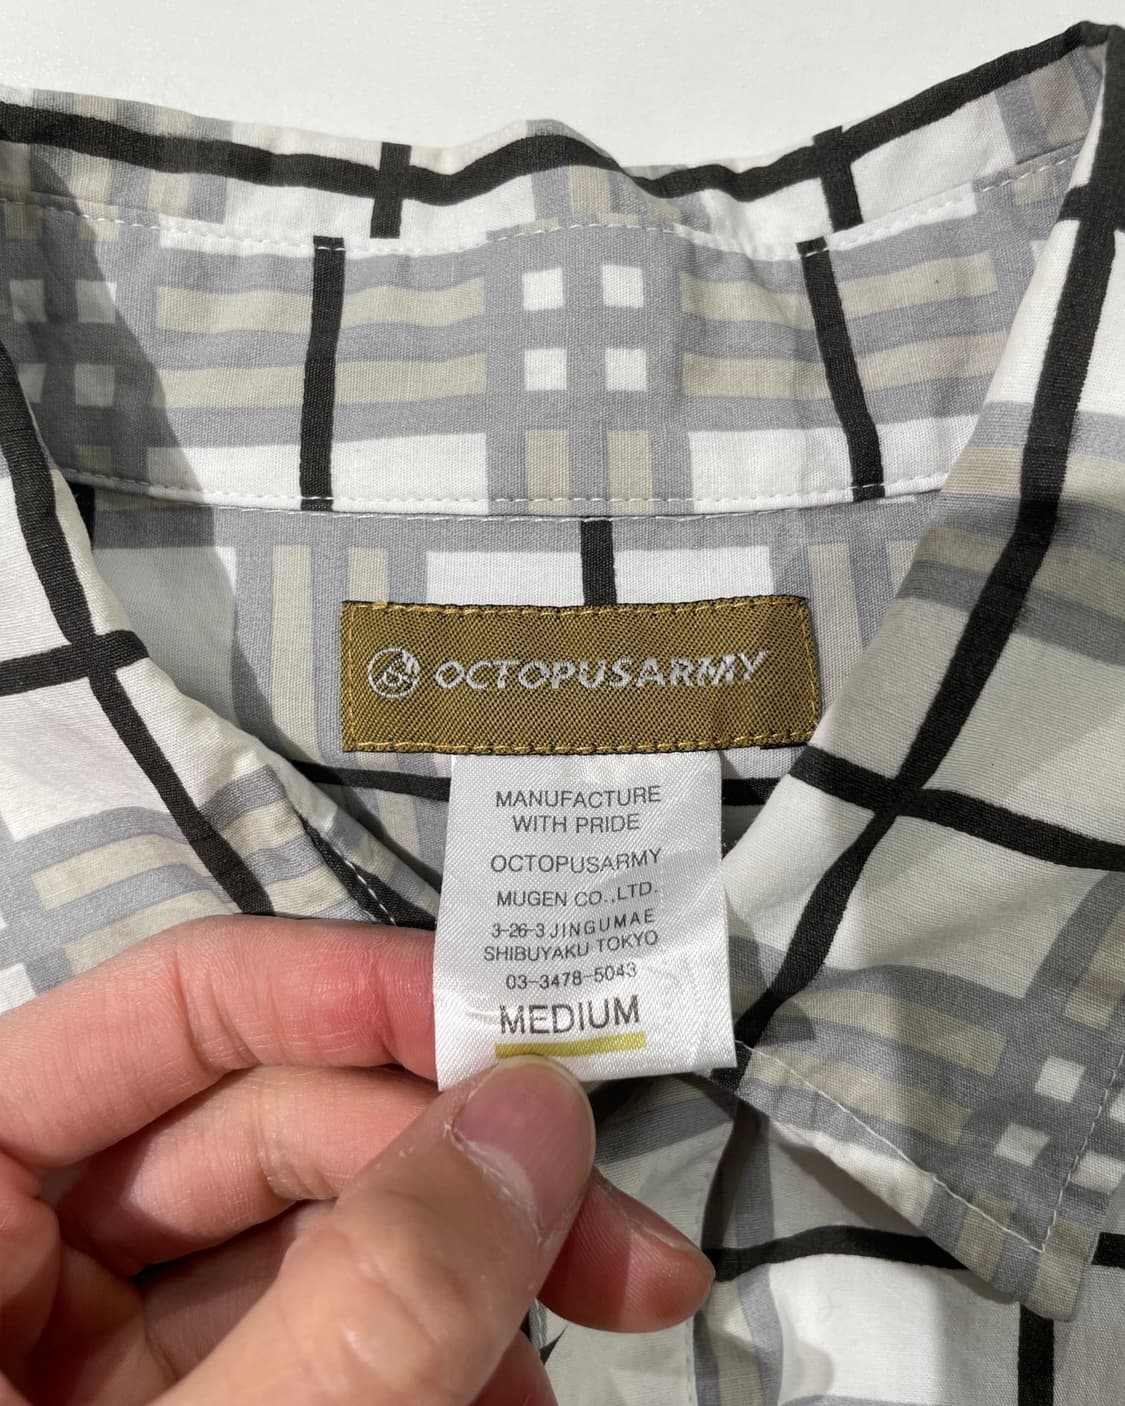 OCTOPUSARMY
MANUFACTURE
WITH PRIDE
OCTOPUSARMY
MUGEN CO.,LTD.
3-26-3 JINGUMAE
SHIBUYAKU TOKYO
03-3478-5043
MEDIUM